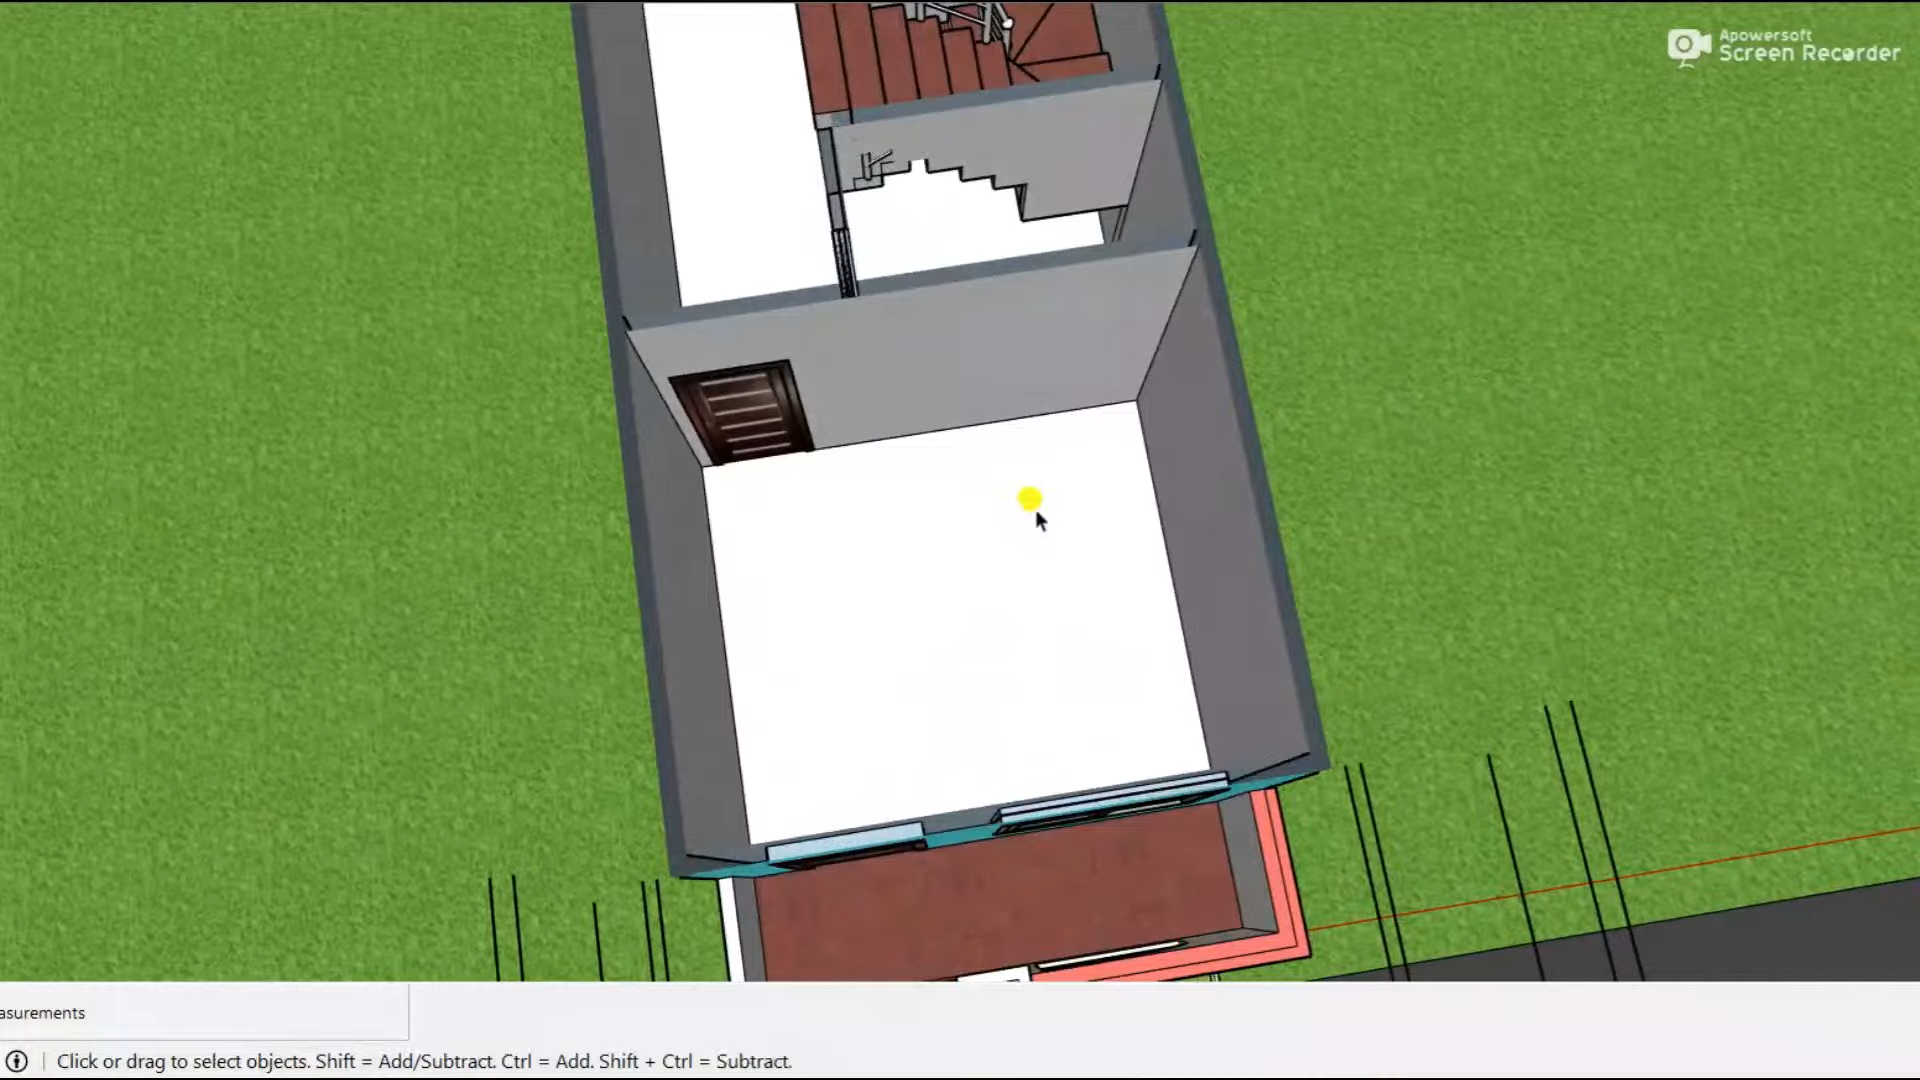 Apowersoft
Screen Recorder
asurements
Click or drag to select objects. Shift = Add/Subtract. Ctrl = Add. Shift + Ctrl = Subtract.